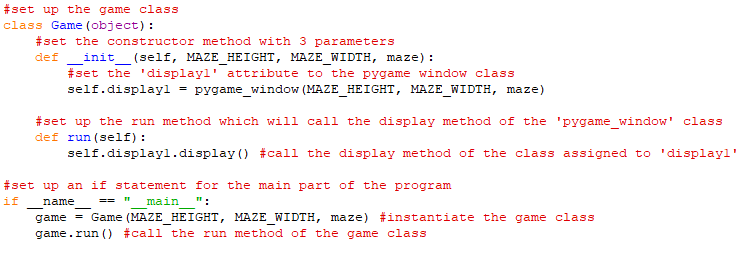 #set up the game class
class Game(object):
    #set the constructor method with 3 parameters
    def __init__(self, MAZE_HEIGHT, MAZE_WIDTH, maze):
        #set the 'display1' attribute to the pygame window class
        self.display1 = pygame_window(MAZE_HEIGHT, MAZE_WIDTH, maze)

    #set up the run method which will call the display method of the 'pygame_window' class
    def run(self):
        self.display1.display() #call the display method of the class assigned to 'display1'

#set up an if statement for the main part of the program
if __name__ == "__main__":
    game = Game(MAZE_HEIGHT, MAZE_WIDTH, maze) #instantiate the game class
    game.run() #call the run method of the game class